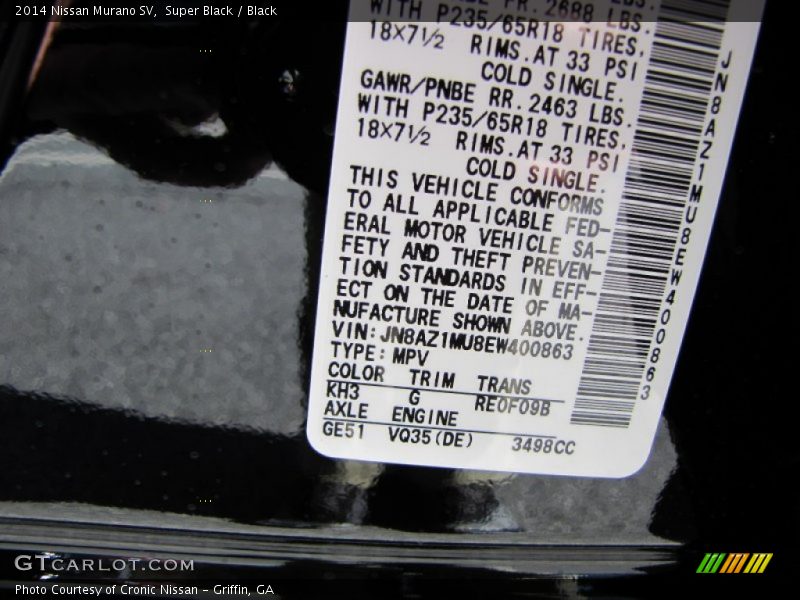 2014 Nissan Murano SV, Super Black / Black
PR. 2688 LBS.
WITH P235/65R18 TIRES.
18X7½ RIMS. AT 33 PSI
COLD SINGLE.
GAWR/PNBE RR. 2463 LBS.
WITH P235/65R18 TIRES.
18X7½ RIMS. AT 33 PSI
COLD SINGLE.
THIS VEHICLE CONFORMS
TO ALL APPLICABLE FED-
ERAL MOTOR VEHICLE SA-
FETY AND THEFT PREVEN-
TION STANDARDS IN EFF-
ECT ON THE DATE OF MA-
NUFACTURE SHOWN ABOVE.
VIN: JN8AZ1MU8EW400863
TYPE: MPV
COLOR TRIM TRANS
KH3 G RE0F09B
AXLE ENGINE
GE51 VQ35(DE) 3498CC
JN8AZ1MU8EW400863
GTCARLOT.COM
Photo Courtesy of Cronic Nissan - Griffin, GA